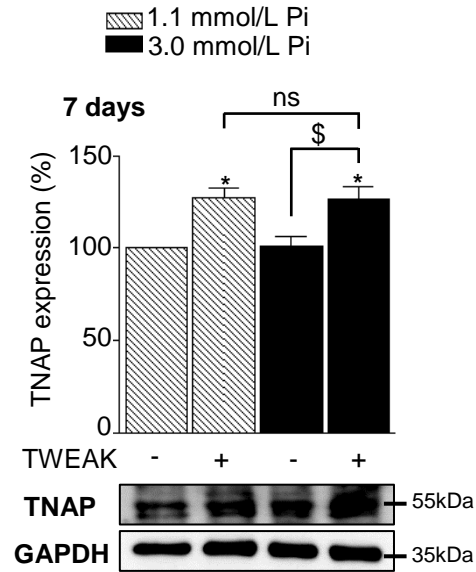 1.1 mmol/L Pi
3.0 mmol/L Pi
7 days
ns
$
* *
TNAP expression (%)
150
100
50
0
TWEAK - + - +
TNAP 55kDa
GAPDH 35kDa